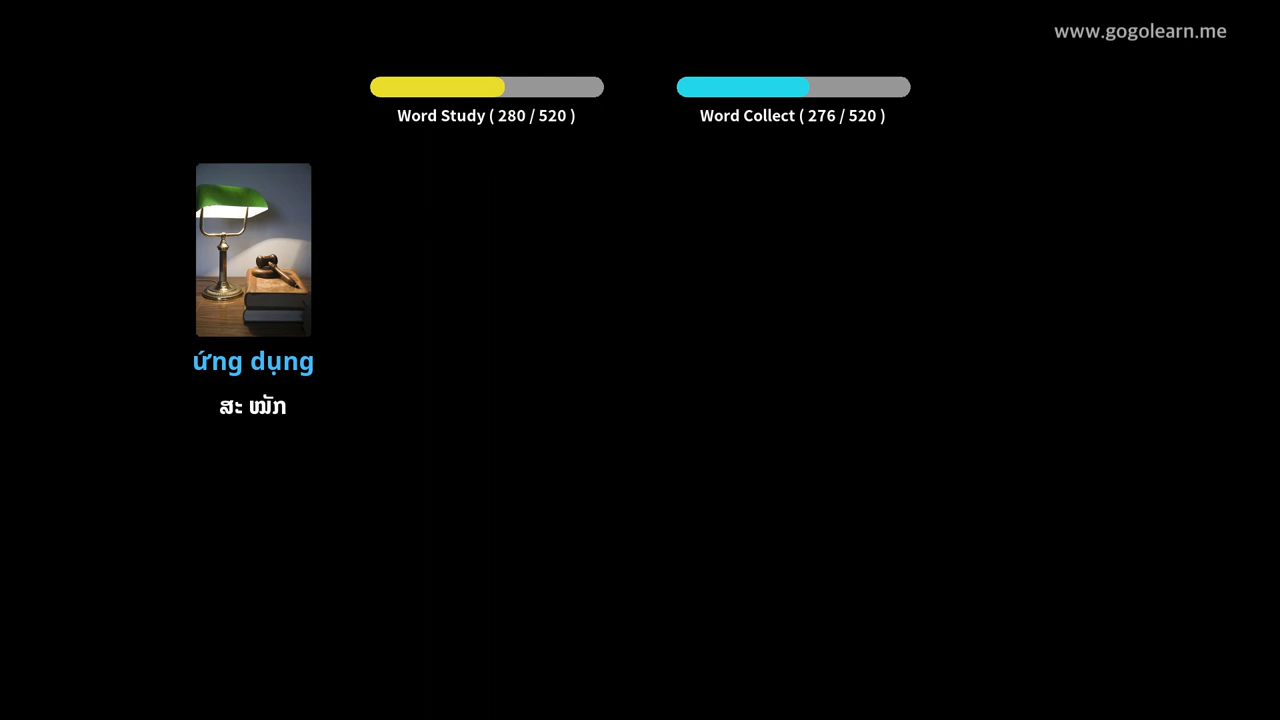 www.gogolearn.me
Word Study ( 280 / 520 )
Word Collect ( 276 / 520 )
ứng dụng
ສະ ໝັກ